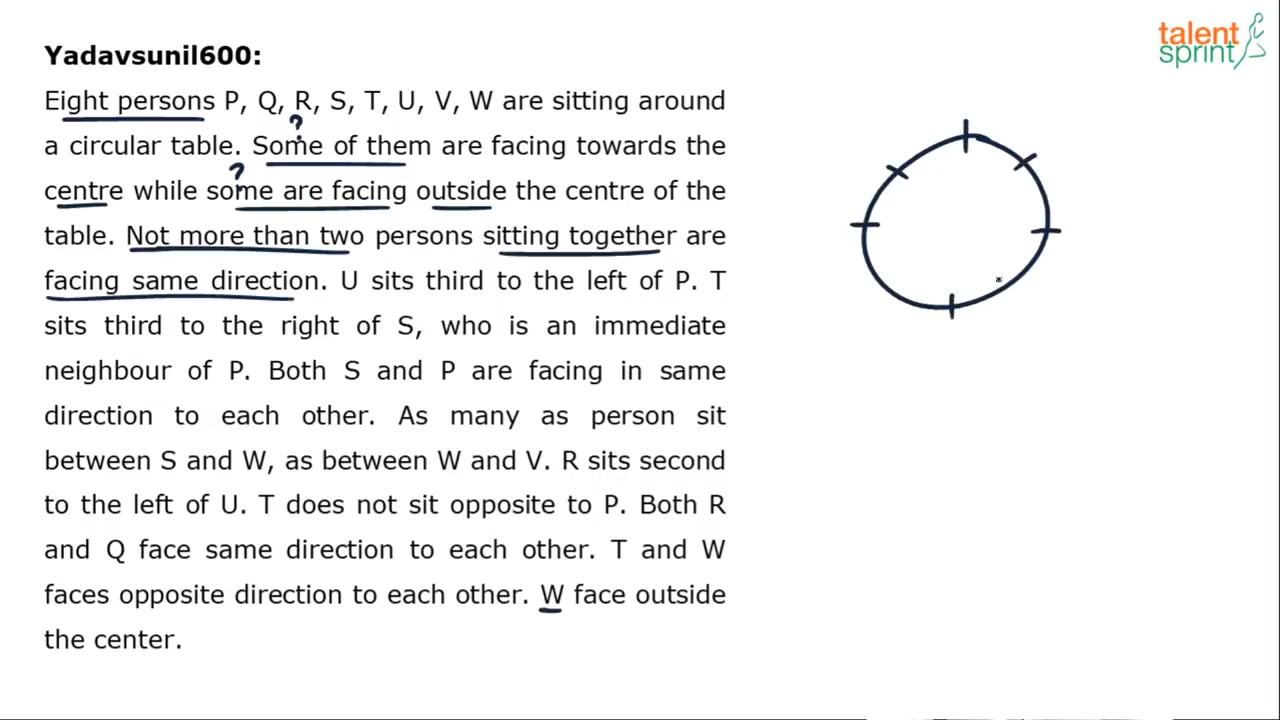 talent
sprint
Yadavsunil600:
Eight persons P, Q, R, S, T, U, V, W are sitting around
?
a circular table. Some of them are facing towards the
?
centre while some are facing outside the centre of the
table. Not more than two persons sitting together are
facing same direction. U sits third to the left of P. T
sits third to the right of S, who is an immediate
neighbour of P. Both S and P are facing in same
direction to each other. As many as person sit
between S and W, as between W and V. R sits second
to the left of U. T does not sit opposite to P. Both R
and Q face same direction to each other. T and W
faces opposite direction to each other. W face outside
the center.